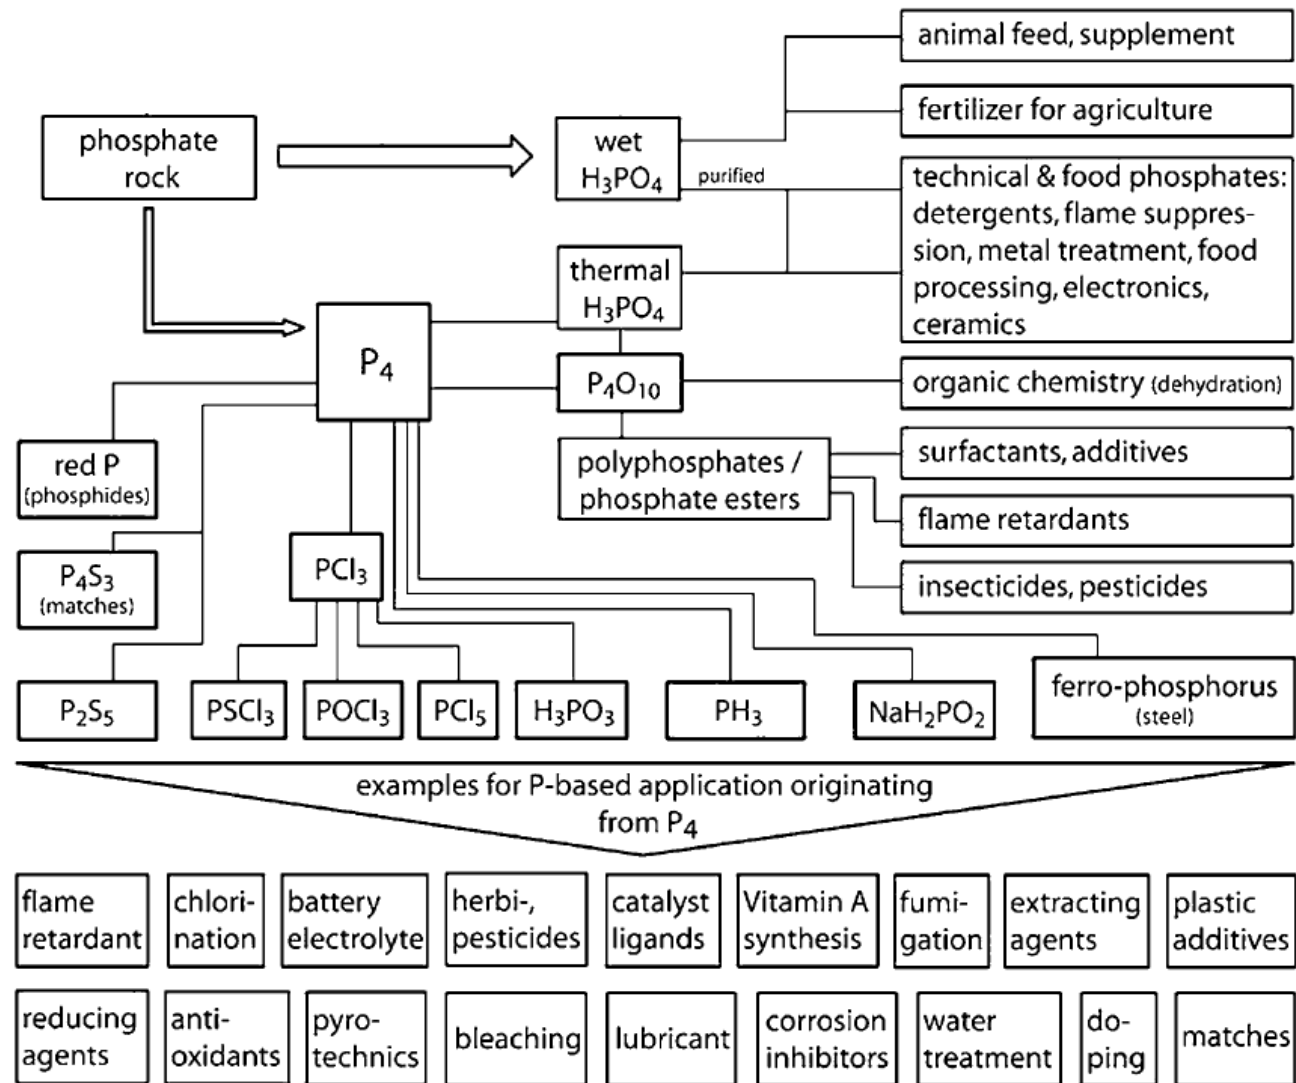 animal feed, supplement
fertilizer for agriculture
phosphate
rock
wet
H₃PO₄
purified
technical & food phosphates:
detergents, flame suppres-
sion, metal treatment, food
processing, electronics,
ceramics
thermal
H₃PO₄
P₄
P₄O₁₀
organic chemistry (dehydration)
red P
(phosphides)
polyphosphates /
phosphate esters
surfactants, additives
flame retardants
insecticides, pesticides
P₄S₃
(matches)
PCl₃
P₂S₅
PSCl₃
POCl₃
PCl₅
H₃PO₃
PH₃
NaH₂PO₂
ferro-phosphorus
(steel)
examples for P-based application originating
from P₄
flame
retardant
chlori-
nation
battery
electrolyte
herbi-,
pesticides
catalyst
ligands
Vitamin A
synthesis
fumi-
gation
extracting
agents
plastic
additives
reducing
agents
anti-
oxidants
pyro-
technics
bleaching
lubricant
corrosion
inhibitors
water
treatment
do-
ping
matches